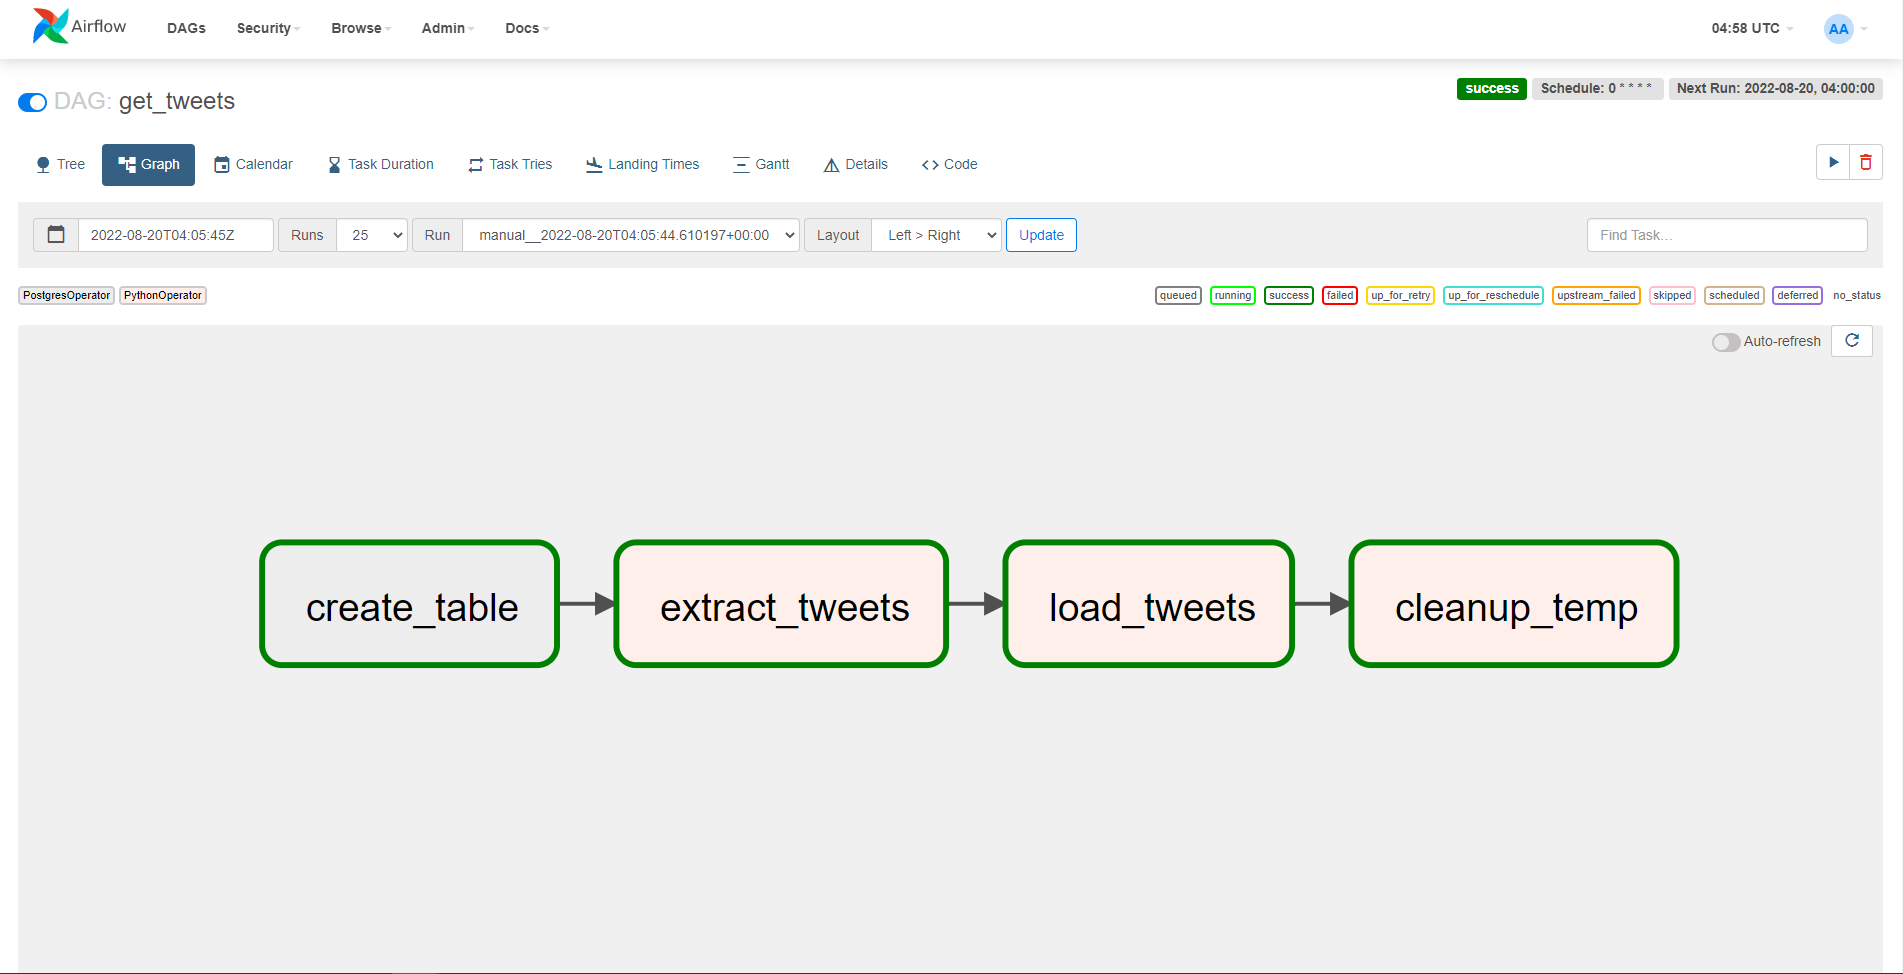 Airflow DAGs Security Browse Admin Docs 04:58 UTC AA
DAG: get_tweets success Schedule: 0 * * * * Next Run: 2022-08-20, 04:00:00
Tree Graph Calendar Task Duration Task Tries Landing Times Gantt Details Code
2022-08-20T04:05:45Z Runs 25 Run manual__2022-08-20T04:05:44.610197+00:00 Layout Left > Right Update Find Task...
PostgresOperator PythonOperator queued running success failed up_for_retry up_for_reschedule upstream_failed skipped scheduled deferred no_status
Auto-refresh
create_table extract_tweets load_tweets cleanup_temp